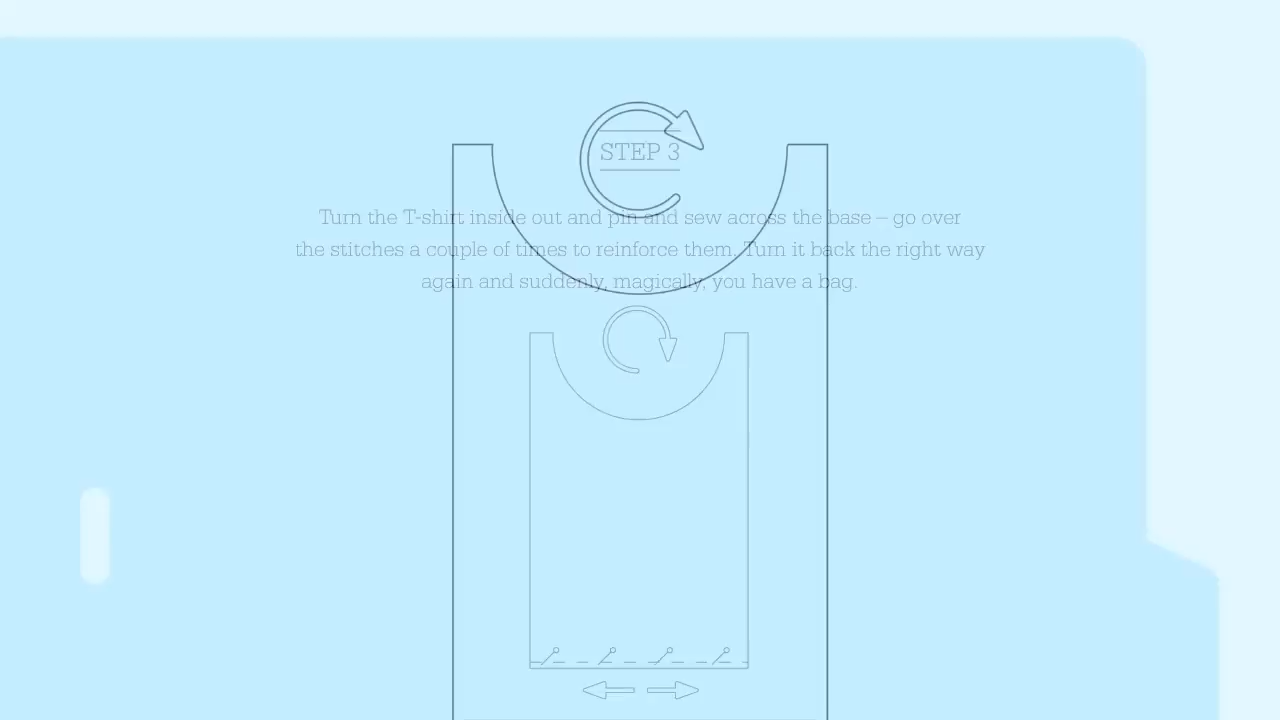 STEP 3
Turn the T-shirt inside out and pin and sew across the base – go over
the stitches a couple of times to reinforce them. Turn it back the right way
again and suddenly, magically, you have a bag.